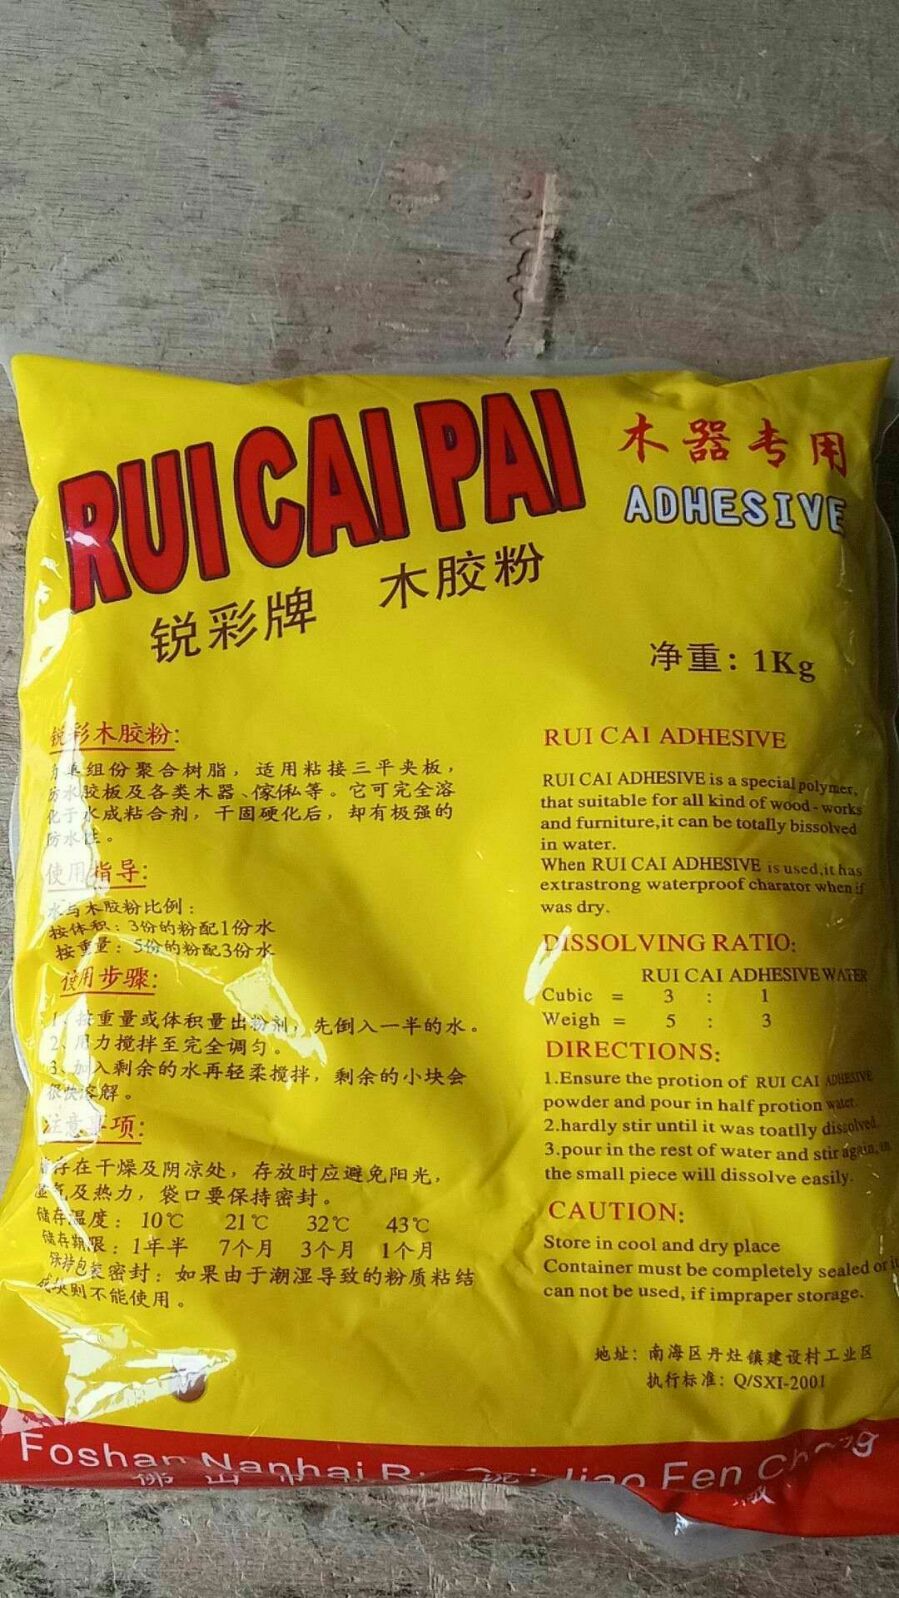 RUI CAI PAI
木器专用
ADHESIVE
锐彩牌 木胶粉
净重：1Kg
锐彩木胶粉：
组份聚合树脂，适用粘接三平夹板，
防水胶板及各类木器、傢俬等。它可完全溶
化于水成粘合剂，干固硬化后，却有极强的
防水性。
使用指导：
水与木胶粉比例：
按体积：3份的粉配1份水
按重量：5份的粉配3份水
使用步骤：
1、按重量或体积量出粉剂，先倒入一半的水。
2、用力搅拌至完全调匀。
3、加入剩余的水再轻柔搅拌，剩余的小块会
很快溶解。
注意事项：
储存在干燥及阴凉处，存放时应避免阳光，
湿气及热力，袋口要保持密封。
储存温度：10℃ 21℃ 32℃ 43℃
储存期限：1年半 7个月 3个月 1个月
保持包装密封：如果由于潮湿导致的粉质粘结
成块则不能使用。
RUI CAI ADHESIVE
RUI CAI ADHESIVE is a special polymer,
that suitable for all kind of wood-works
and furniture,it can be totally bissolved
in water.
When RUI CAI ADHESIVE is used,it has
extrastrong waterproof charator when if
was dry.
DISSOLVING RATIO:
RUI CAI ADHESIVE WATER
Cubic = 3 : 1
Weigh = 5 : 3
DIRECTIONS:
1.Ensure the protion of RUI CAI ADHESIVE
powder and pour in half protion water.
2.hardly stir until it was toatlly dissolved.
3.pour in the rest of water and stir again,
the small piece will dissolve easily.
CAUTION:
Store in cool and dry place
Container must be completely sealed or it
can not be used, if impraper storage.
地址：南海区丹灶镇建设村工业区
执行标准：Q/SXI-2001
Foshan Nanhai Jiao Fen Chang
佛山市